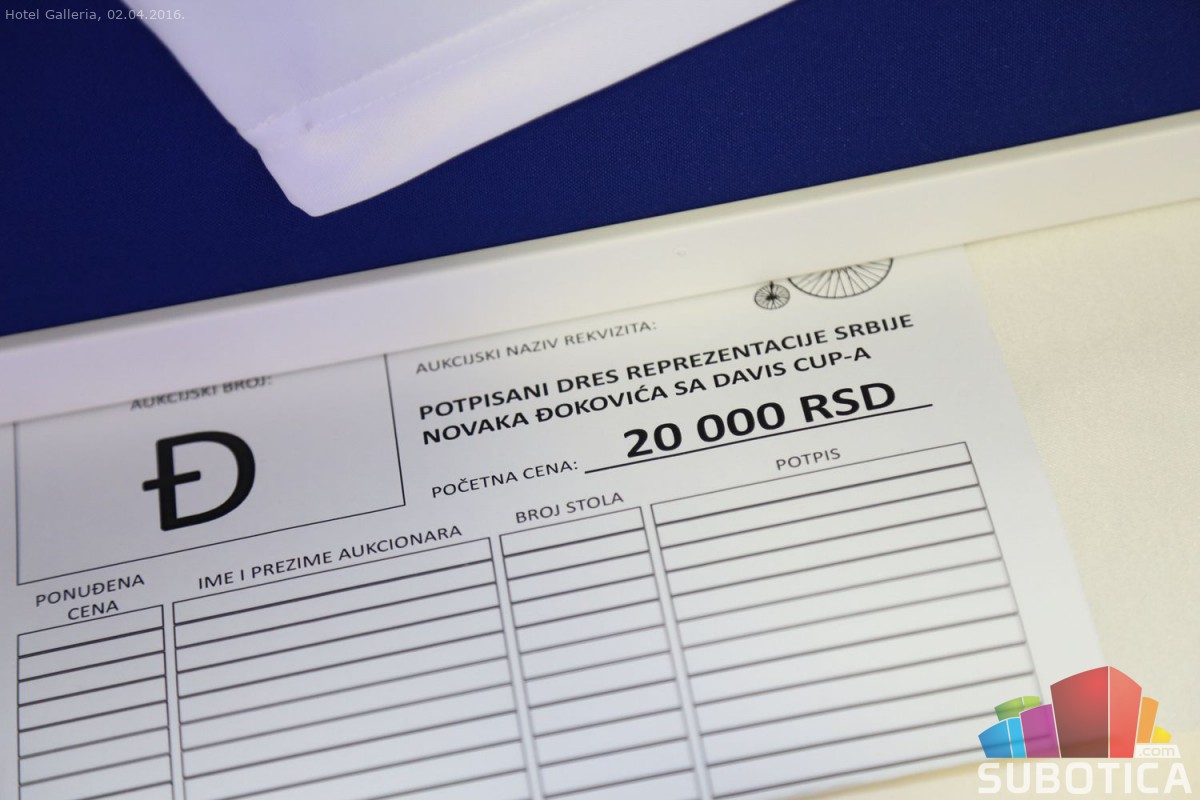 Hotel Galleria, 02.04.2016.
AUKCIJSKI BROJ:
Đ
AUKCIJSKI NAZIV REKVIZITA:
POTPISANI DRES REPREZENTACIJE SRBIJE
NOVAKA ĐOKOVIĆA SA DAVIS CUP-A
POČETNA CENA: 20 000 RSD
PONUĐENA
CENA
IME I PREZIME AUKCIONARA
BROJ STOLA
POTPIS
.com
SUBOTICA